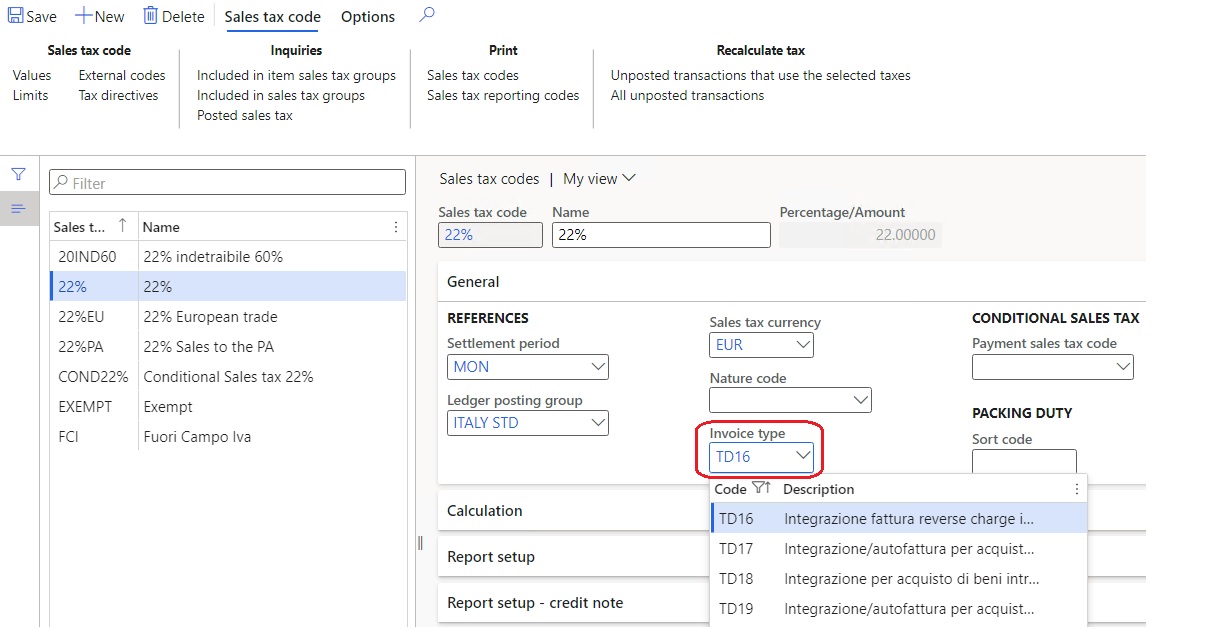 Save New Delete Sales tax code Options
Sales tax code Inquiries Print Recalculate tax
Values External codes Included in item sales tax groups Sales tax codes Unposted transactions that use the selected taxes
Limits Tax directives Included in sales tax groups Sales tax reporting codes All unposted transactions
Posted sales tax
Filter
Sales t... Name
20IND60 22% indetraibile 60%
22% 22%
22%EU 22% European trade
22%PA 22% Sales to the PA
COND22% Conditional Sales tax 22%
EXEMPT Exempt
FCI Fuori Campo Iva
Sales tax codes | My view
Sales tax code Name Percentage/Amount
22% 22% 22.00000
General
REFERENCES
Settlement period
MON
Ledger posting group
ITALY STD
Sales tax currency
EUR
Nature code
Invoice type
TD16
CONDITIONAL SALES TAX
Payment sales tax code
PACKING DUTY
Sort code
Code Description
TD16 Integrazione fattura reverse charge i...
TD17 Integrazione/autofattura per acquist...
TD18 Integrazione per acquisto di beni intr...
TD19 Integrazione/autofattura per acquist...
Calculation
Report setup
Report setup - credit note